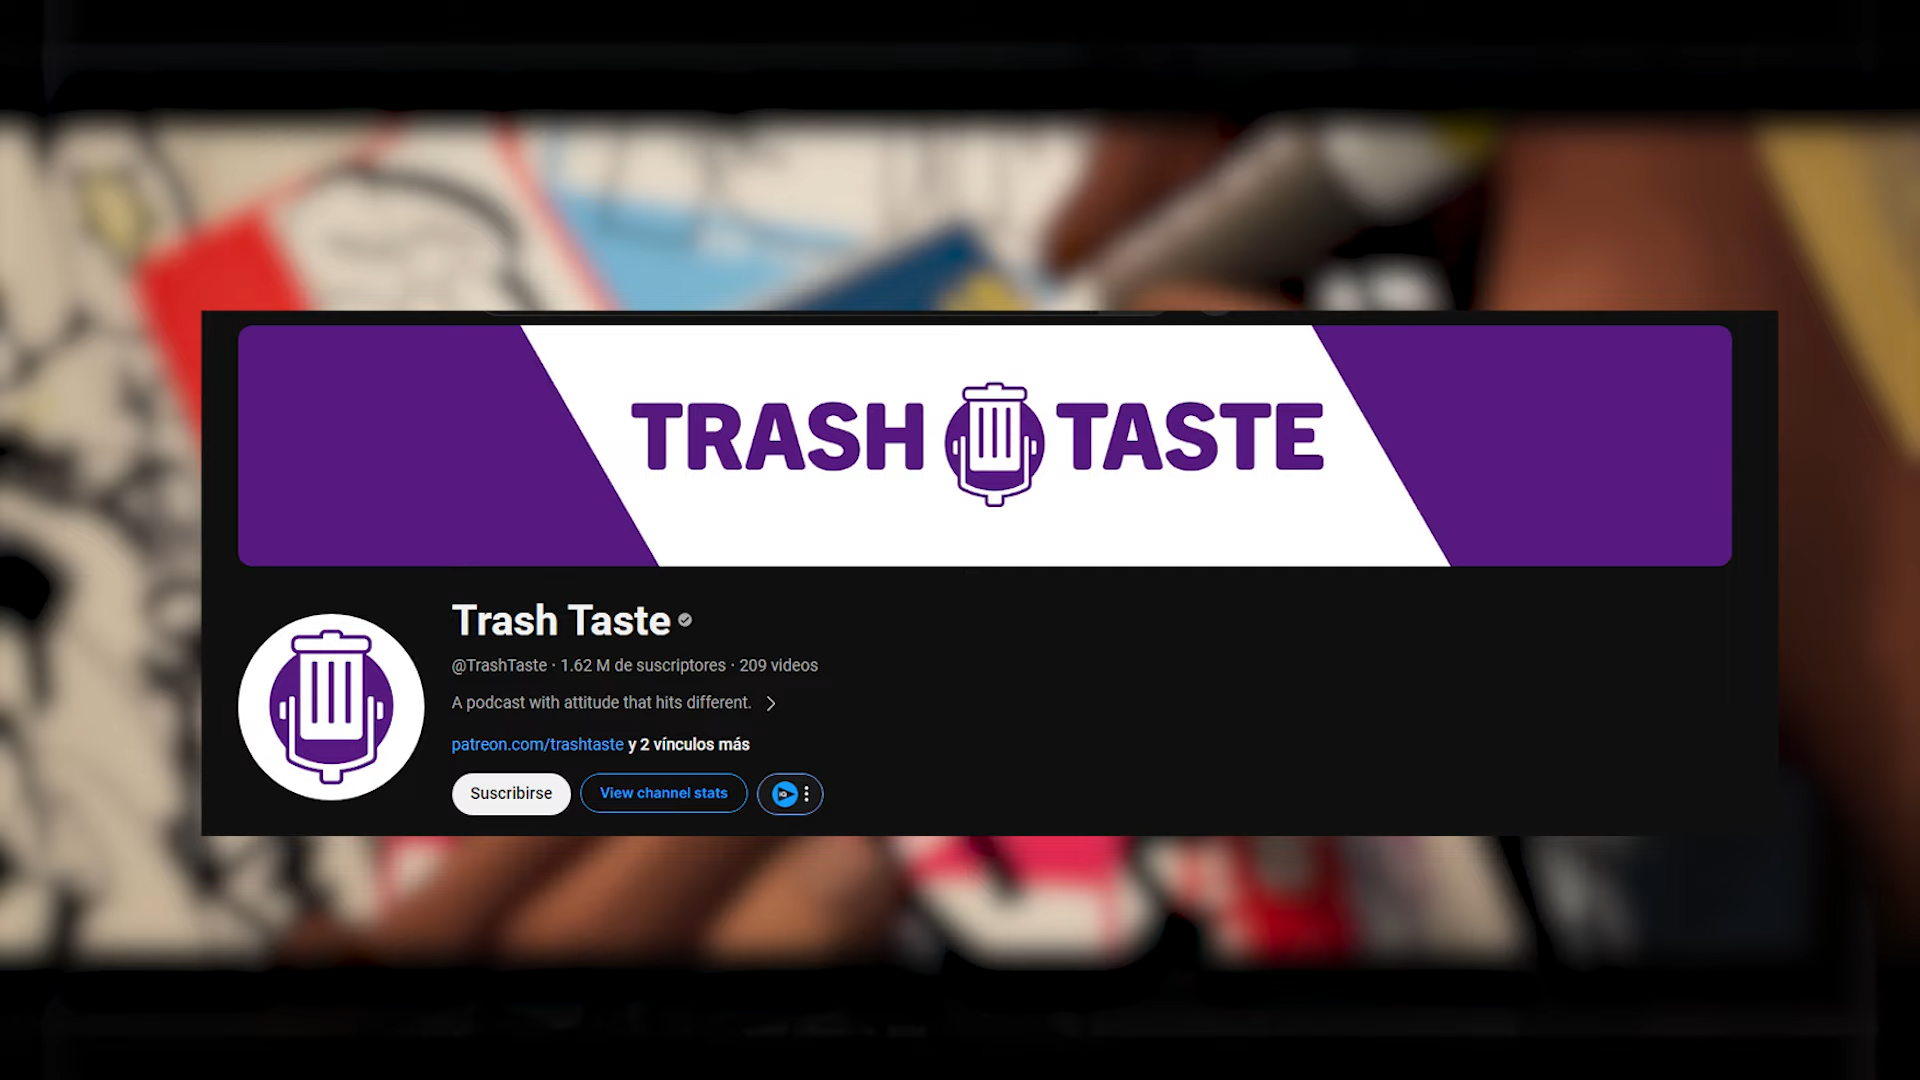 TRASH TASTE
Trash Taste
@TrashTaste · 1.62 M de suscriptores · 209 videos
A podcast with attitude that hits different.
patreon.com/trashtaste y 2 vínculos más
Suscribirse View channel stats